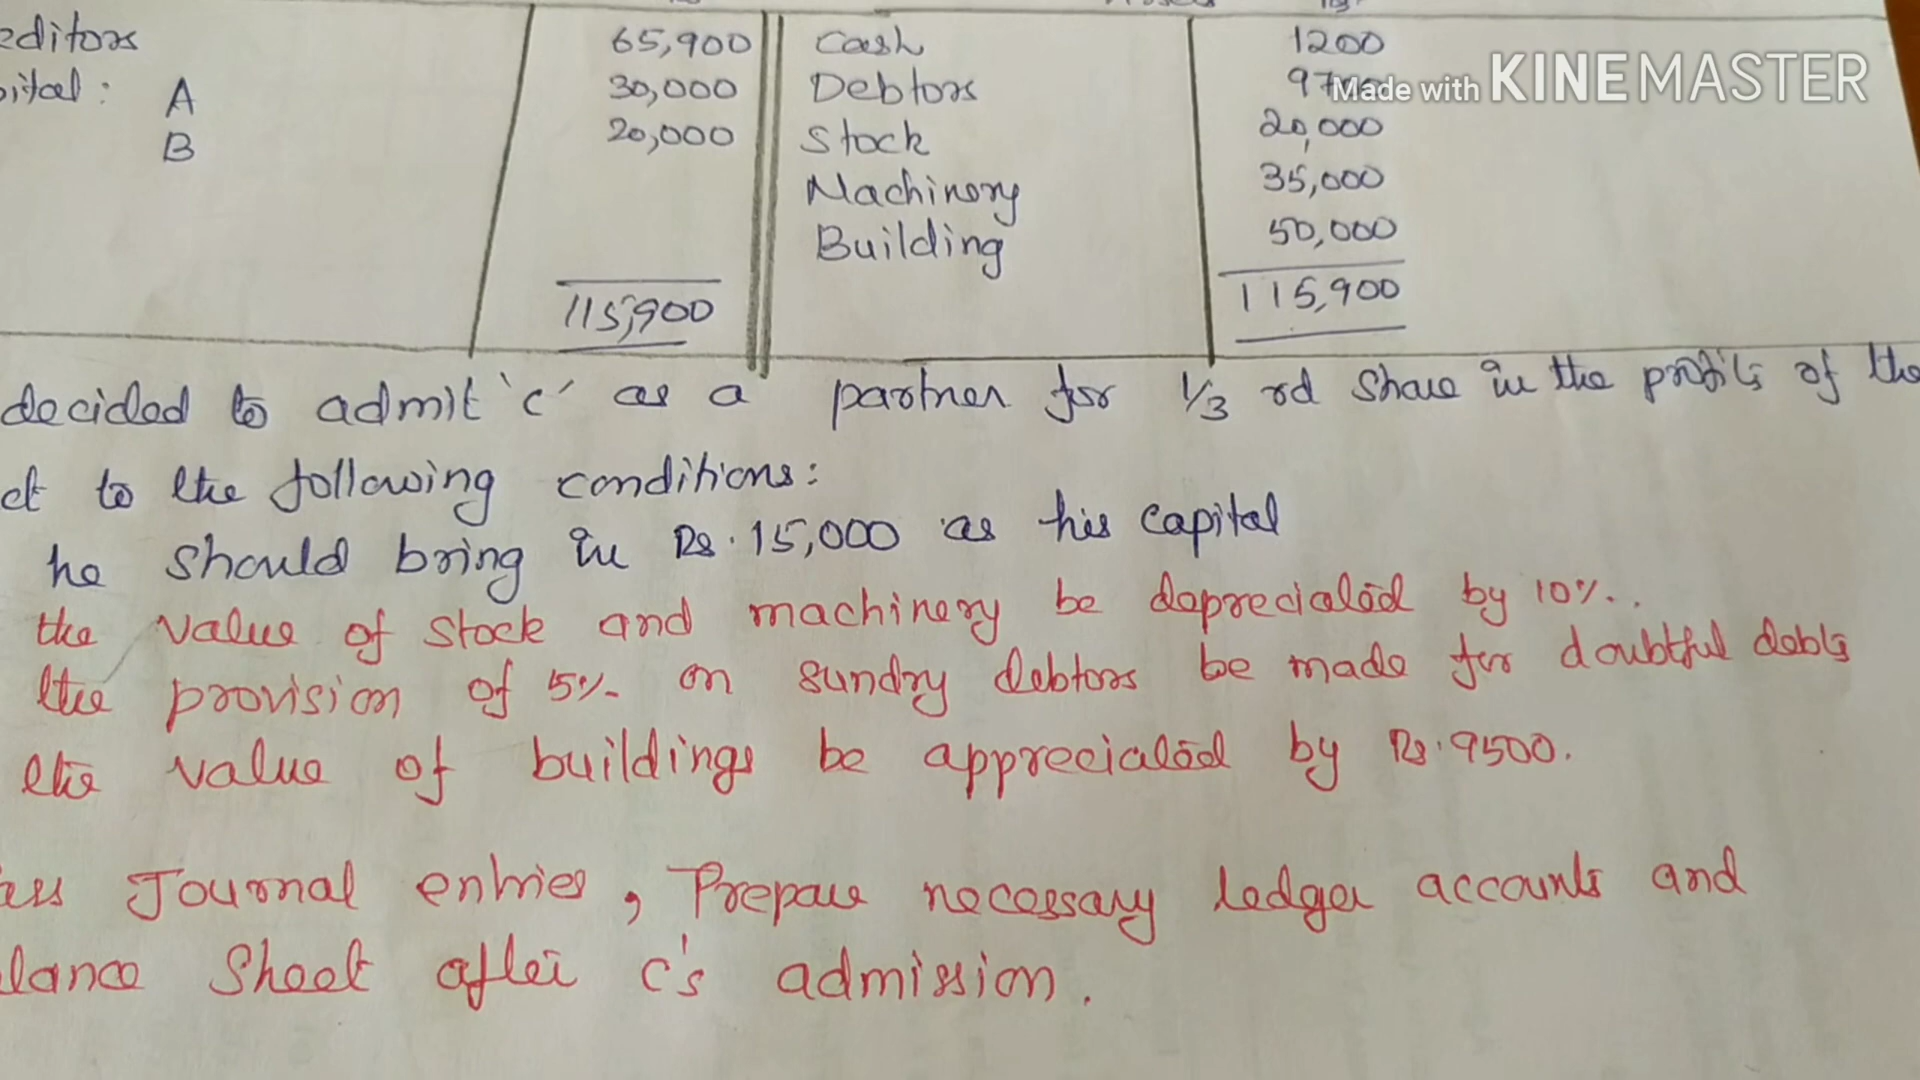 editors 65,900 Cash 1200
pital: A 30,000 Debtors
B 20,000 Stock 20,000
Machinery 35,000
Building 50,000
115,900 115,900
decided to admit 'c' as a partner for 1/3 rd share in the profits of the
ct to the following conditions:
he should bring in Rs. 15,000 as his capital
the value of stock and machinery be depreciated by 10%.
the provision of 5% on sundry debtors be made for doubtful debts
the value of buildings be appreciated by Rs. 9500.
ass Journal entries, Prepare necessary ledger accounts and
lance Sheet after c's admission.
Made with KINEMASTER